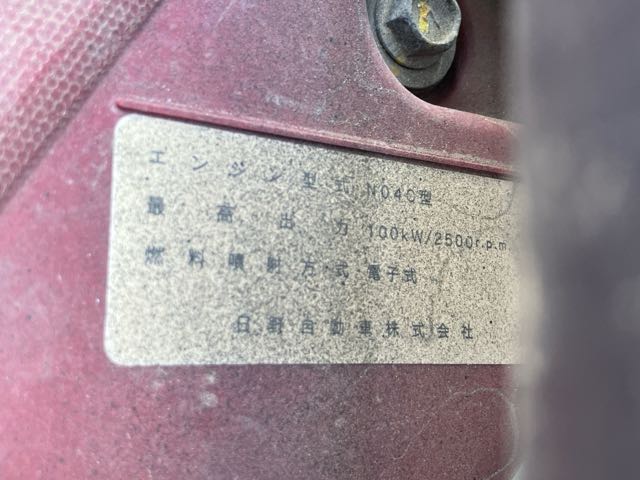 エンジン型式 N04C型
最高出力 100kW/2500r.p.m.
燃料噴射方式 電子式
日野自動車株式会社